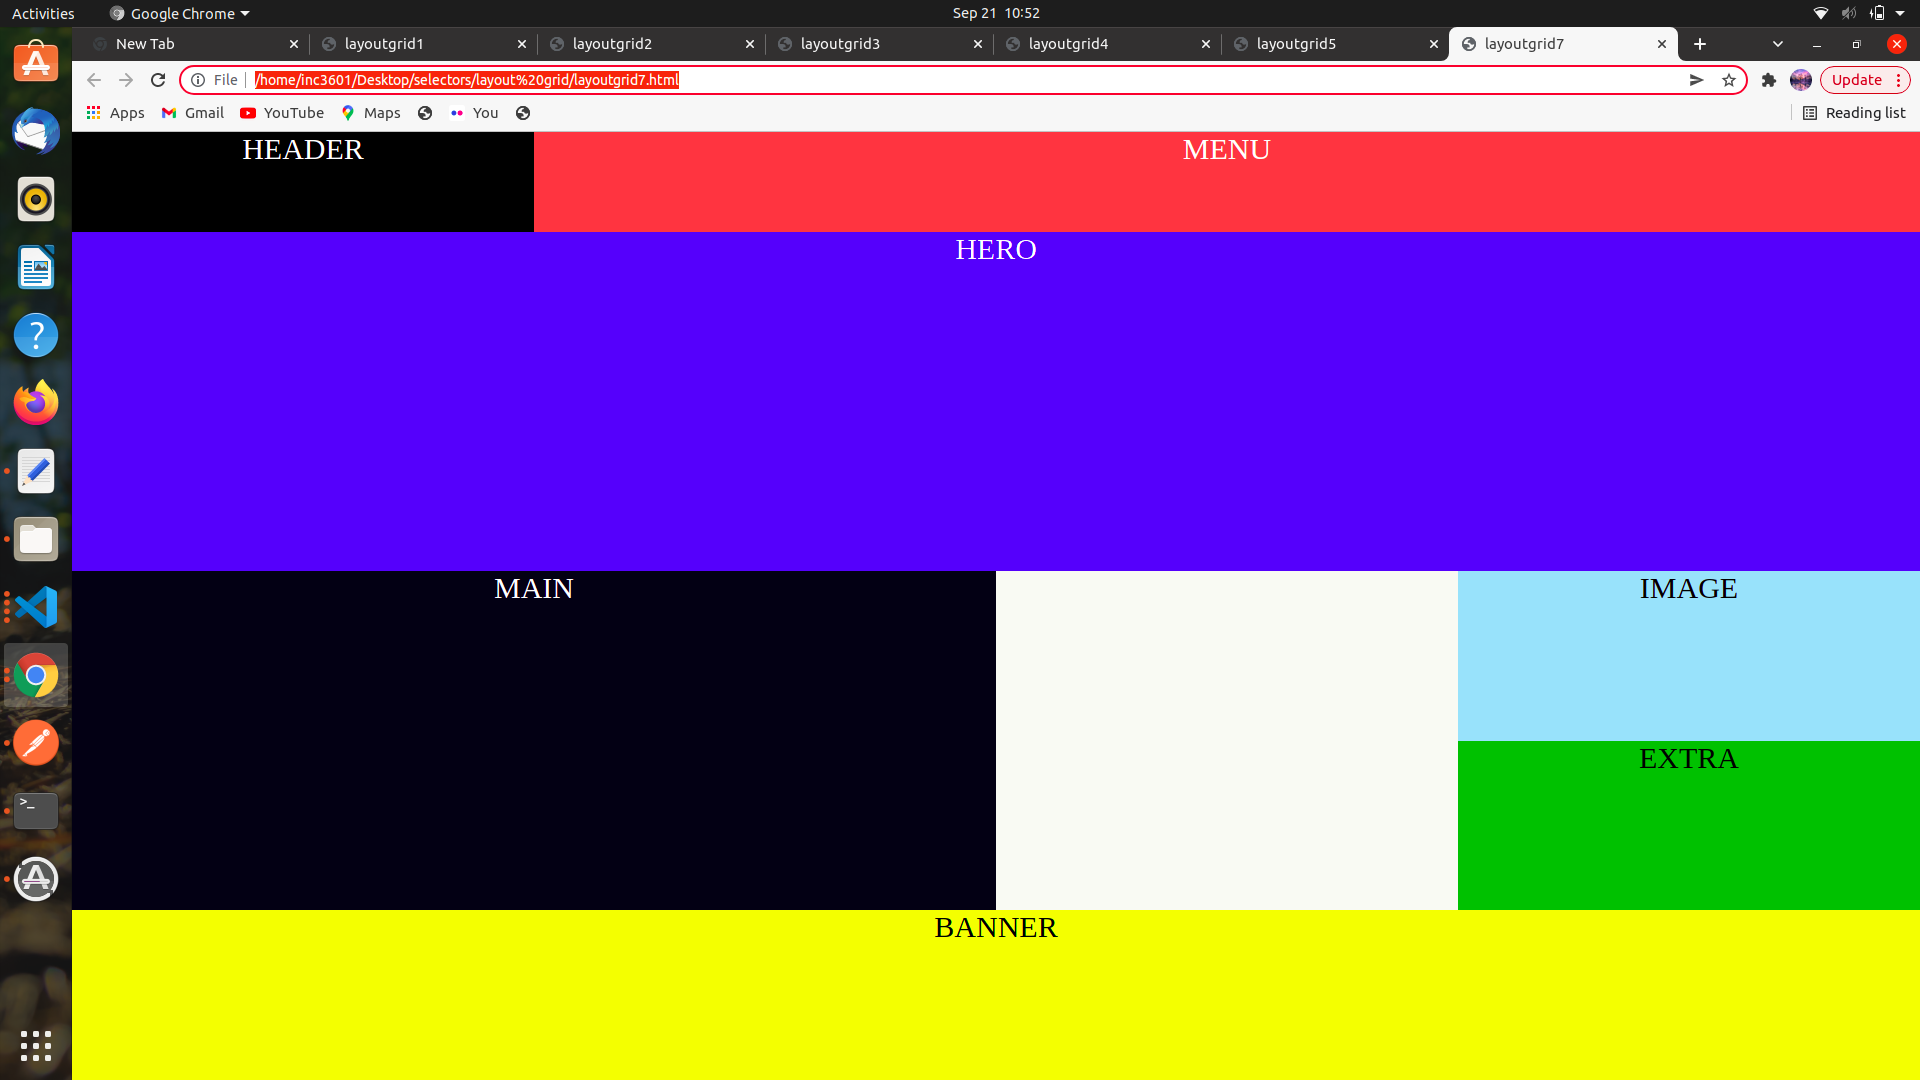 Activities Google Chrome Sep 21 10:52
New Tab layoutgrid1 layoutgrid2 layoutgrid3 layoutgrid4 layoutgrid5 layoutgrid7
File /home/inc3601/Desktop/selectors/layout%20grid/layoutgrid7.html Update
Apps Gmail YouTube Maps You Reading list
HEADER MENU
HERO
MAIN IMAGE
EXTRA
BANNER